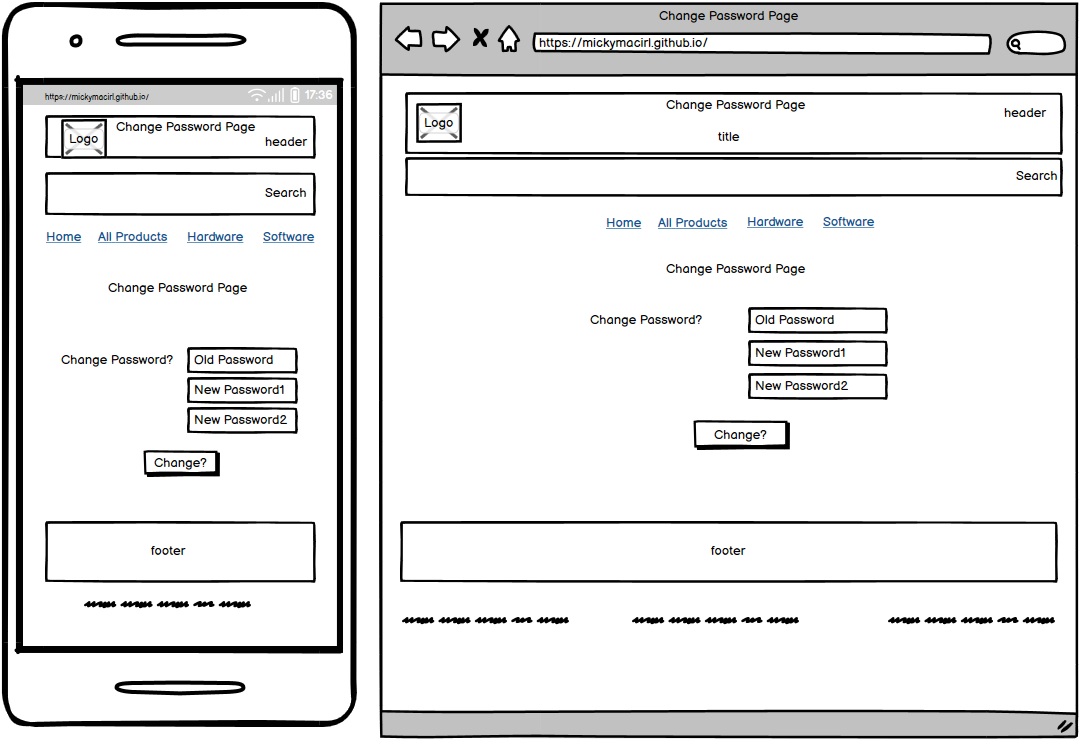 https://mickymacirl.github.io/ 17:36
Logo Change Password Page
header
Search
Home All Products Hardware Software
Change Password Page
Change Password? Old Password
New Password1
New Password2
Change?
footer
Change Password Page
https://mickymacirl.github.io/
Logo Change Password Page header
title
Search
Home All Products Hardware Software
Change Password Page
Change Password? Old Password
New Password1
New Password2
Change?
footer